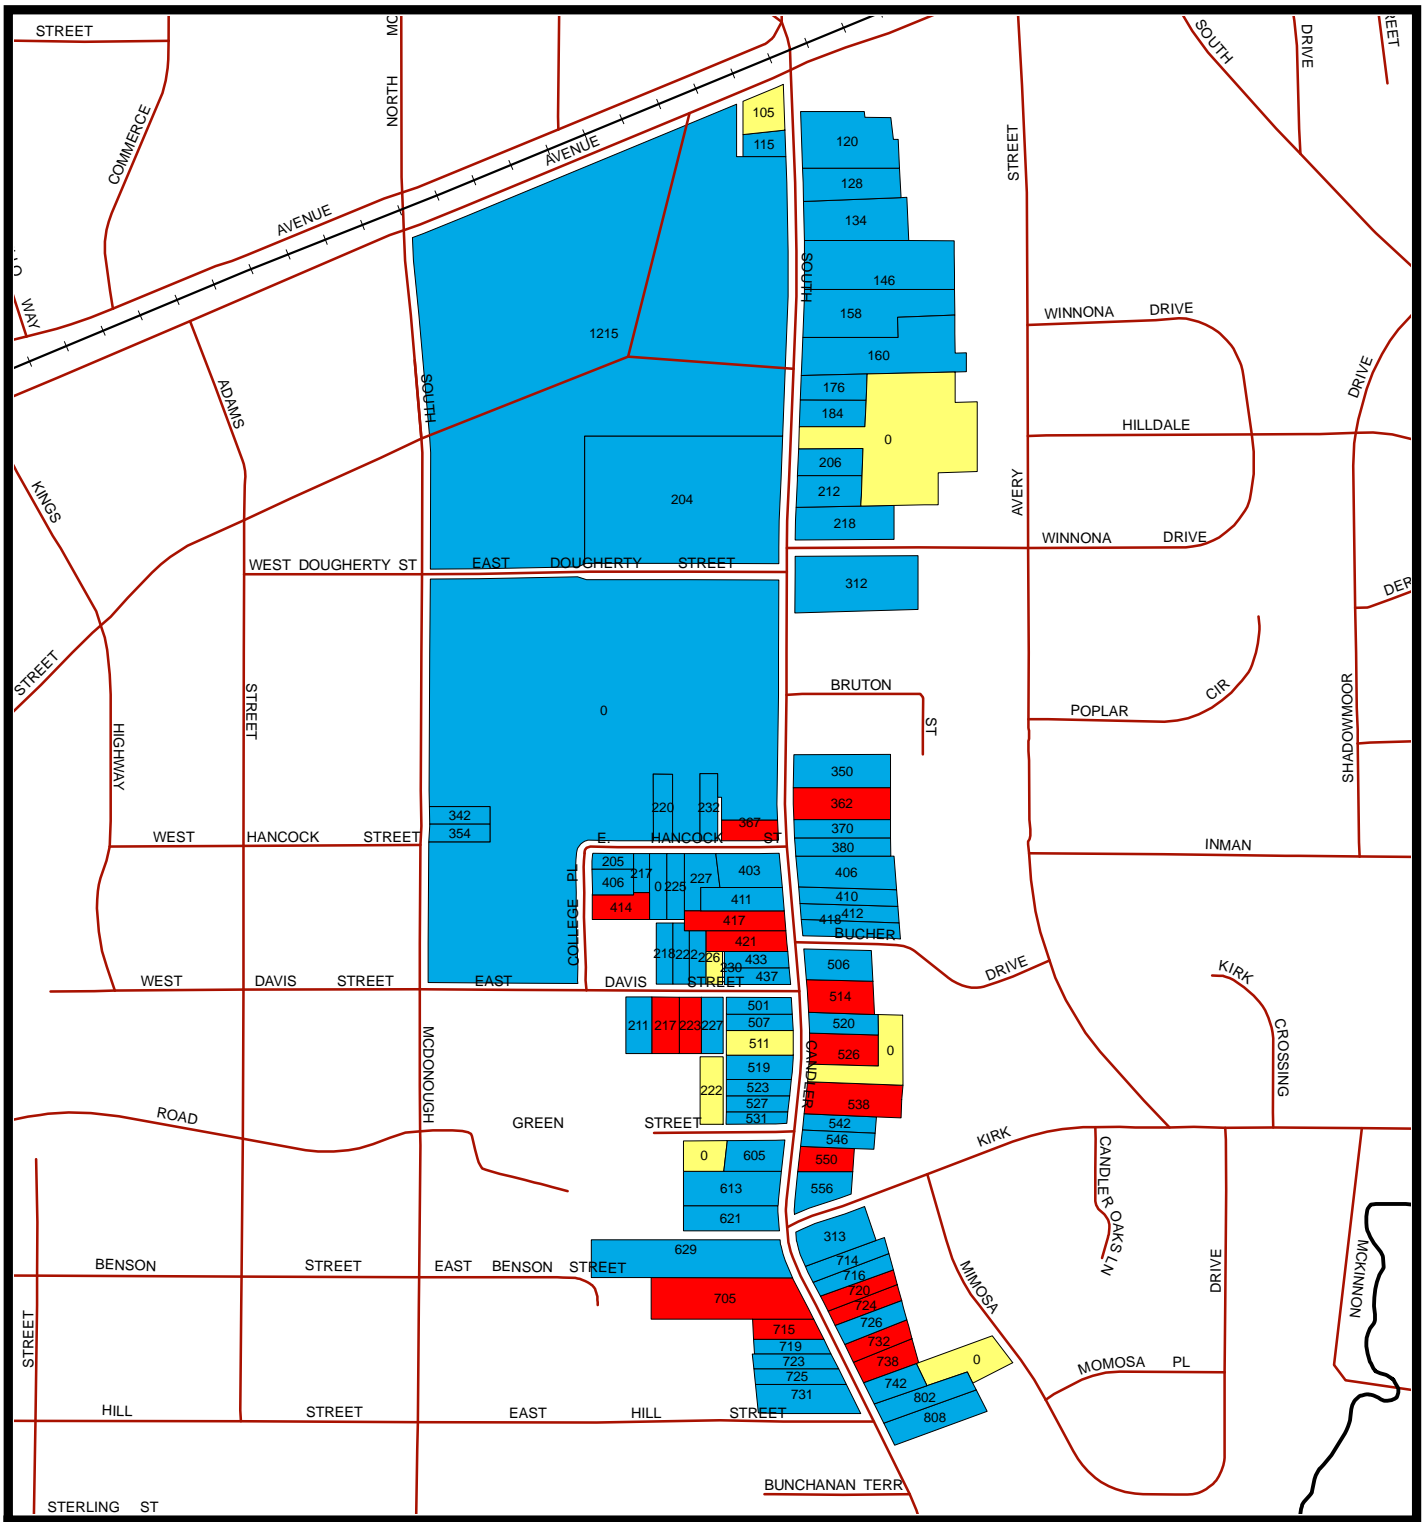 STREET
COMMERCE
NORTH
MC
AVENUE
AVENUE
SOUTH
DRIVE
REET
STREET
WAY
105
115
120
128
134
SOUTH
146
158
160
1215
WINNONA DRIVE
DRIVE
ADAMS
SOUTH
176
184
0
HILLDALE
KINGS
206
204
212
218
AVERY
WEST DOUGHERTY ST
EAST DOUGHERTY STREET
WINNONA DRIVE
312
DER
STREET
STREET
HIGHWAY
0
BRUTON
ST
POPLAR
CIR
SHADOWMOOR
350
362
370
380
342
354
220
232
367
WEST HANCOCK STREET
E. HANCOCK ST
INMAN
COLLEGE PL
205
217
406
0
225
227
403
411
414
417
421
406
410
412
418
BUCHER
DRIVE
218
222
226
230
433
437
WEST DAVIS STREET
EAST DAVIS STREET
506
514
520
526
0
538
542
546
550
556
KIRK
CROSSING
211
217
223
227
501
507
511
519
523
527
531
222
CANDLER
MCDONOUGH
ROAD
GREEN STREET
KIRK
CANDLER OAKS LN
0
605
613
621
629
313
714
716
720
724
726
732
738
742
802
808
0
MIMOSA
DRIVE
MCKINNON
BENSON STREET
EAST BENSON STREET
705
715
719
723
725
731
STREET
MOMOSA PL
HILL STREET
EAST HILL STREET
BUNCHANAN TERR
STERLING ST